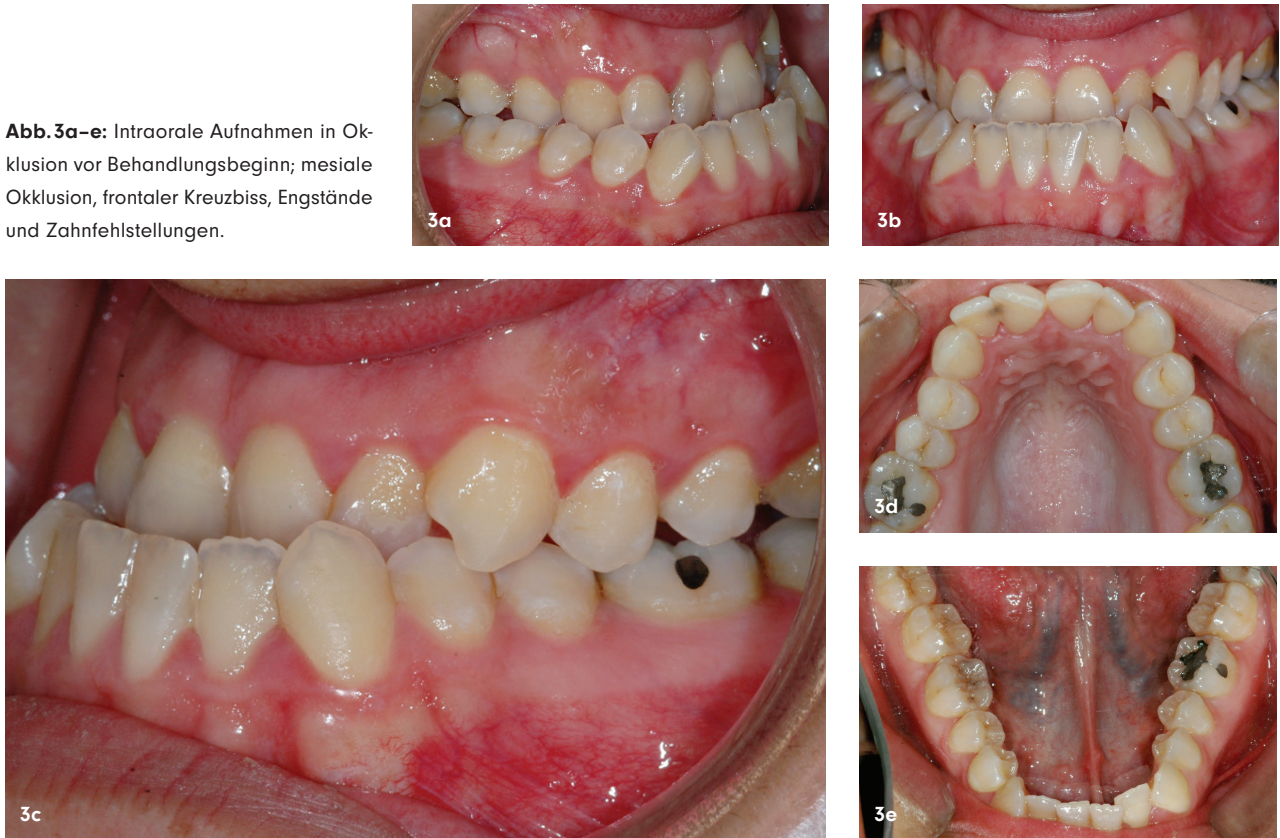 Abb. 3a–e: Intraorale Aufnahmen in Ok-
klusion vor Behandlungsbeginn; mesiale
Okklusion, frontaler Kreuzbiss, Engstände
und Zahnfehlstellungen.
3a
3b
3c
3d
3e